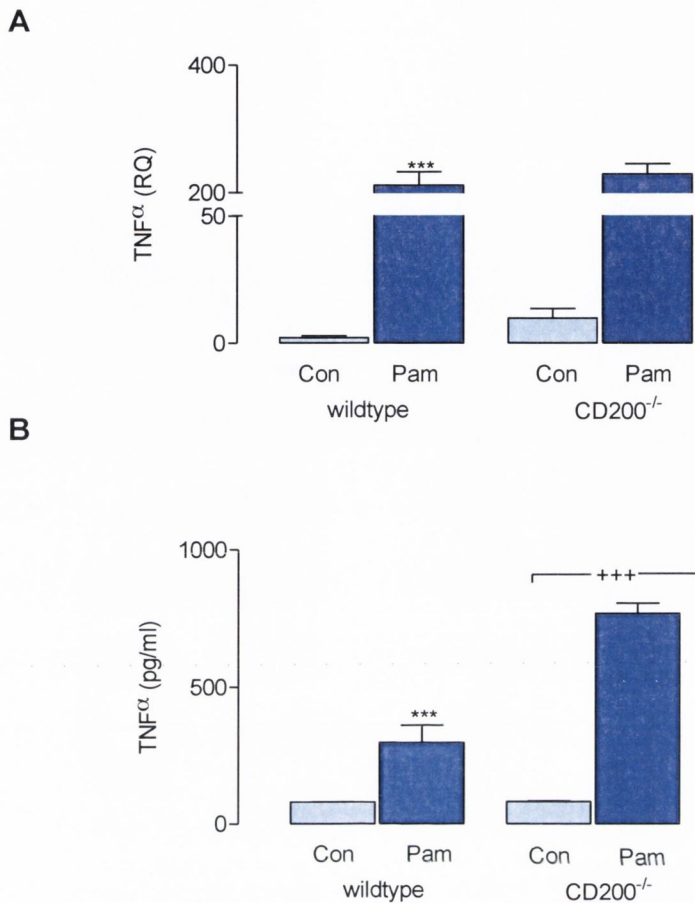 A
400
200
50
0
TNFα (RQ)
***
Con Pam Con Pam
wildtype CD200-/-
B
1000
500
0
TNFα (pg/ml)
***
+++
Con Pam Con Pam
wildtype CD200-/-